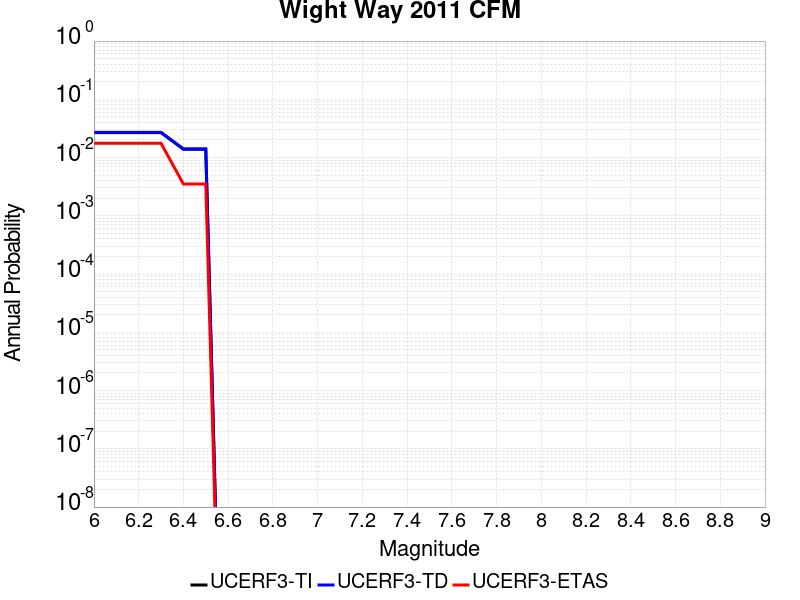 Wight Way 2011 CFM
10^0
10^-1
10^-2
10^-3
10^-4
10^-5
10^-6
10^-7
10^-8
Annual Probability
6 6.2 6.4 6.6 6.8 7 7.2 7.4 7.6 7.8 8 8.2 8.4 8.6 8.8 9
Magnitude
UCERF3-TI UCERF3-TD UCERF3-ETAS